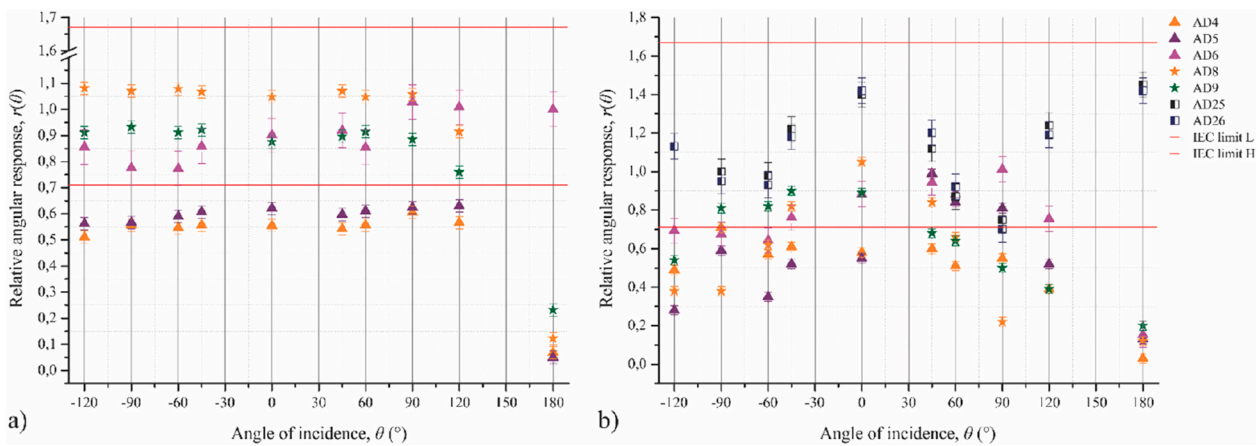 1,7
1,6
1,1
1,0
0,9
0,8
0,7
0,6
0,5
0,4
0,3
0,2
0,1
0,0
Relative angular response, r(θ)
-120 -90 -60 -30 0 30 60 90 120 150 180
Angle of incidence, θ (°)
a)
1,8
1,6
1,4
1,2
1,0
0,8
0,6
0,4
0,2
0,0
Relative angular response, r(θ)
-120 -90 -60 -30 0 30 60 90 120 150 180
Angle of incidence, θ (°)
b)
AD4
AD5
AD6
AD8
AD9
AD25
AD26
IEC limit L
IEC limit H